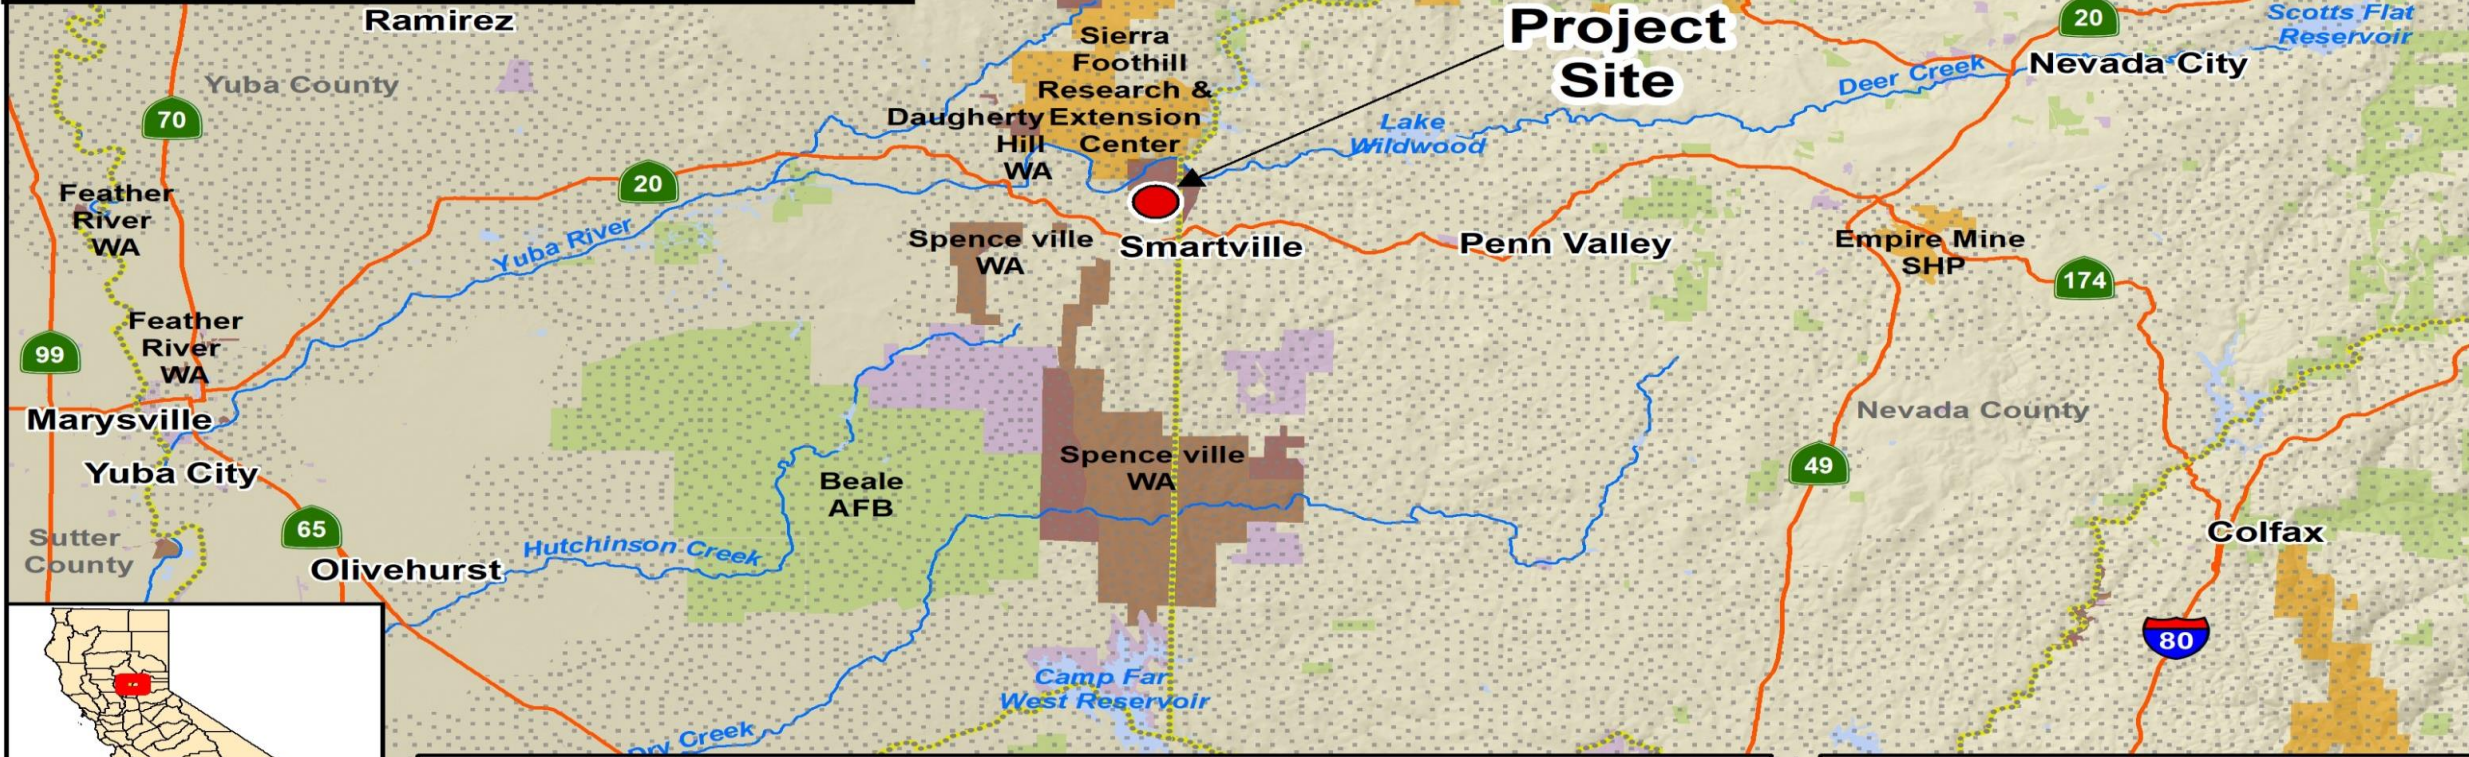 Ramirez
Yuba County
70
Sierra
Foothill
Research &
Extension
Center
Daugherty
Hill
WA
Project
Site
20
Scotts Flat
Reservoir
Nevada City
Deer Creek
Lake
Wildwood
20
Feather
River
WA
Yuba River
Spence ville
WA
Smartville
Penn Valley
Empire Mine
SHP
174
Feather
River
WA
99
Marysville
Yuba City
Nevada County
49
Spence ville
WA
Beale
AFB
65
Sutter
County
Hutchinson Creek
Olivehurst
Colfax
80
Camp Far
West Reservoir
Dry Creek